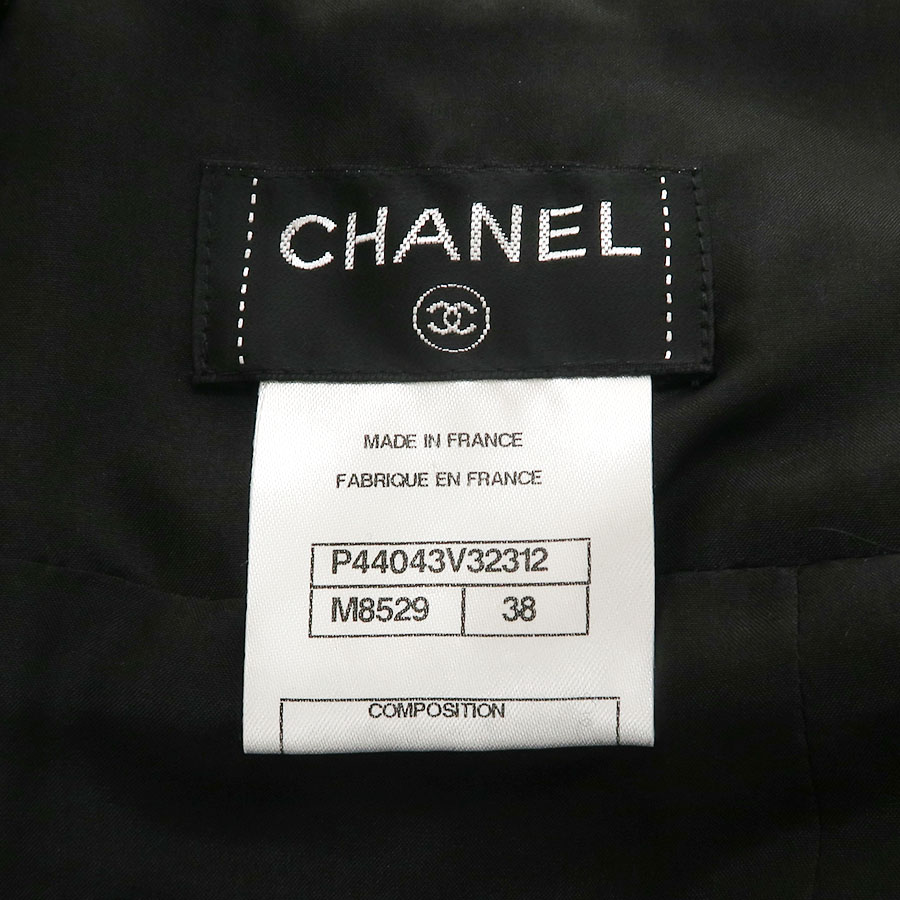 CHANEL
MADE IN FRANCE
FABRIQUE EN FRANCE
P44043V32312
M8529 38
COMPOSITION